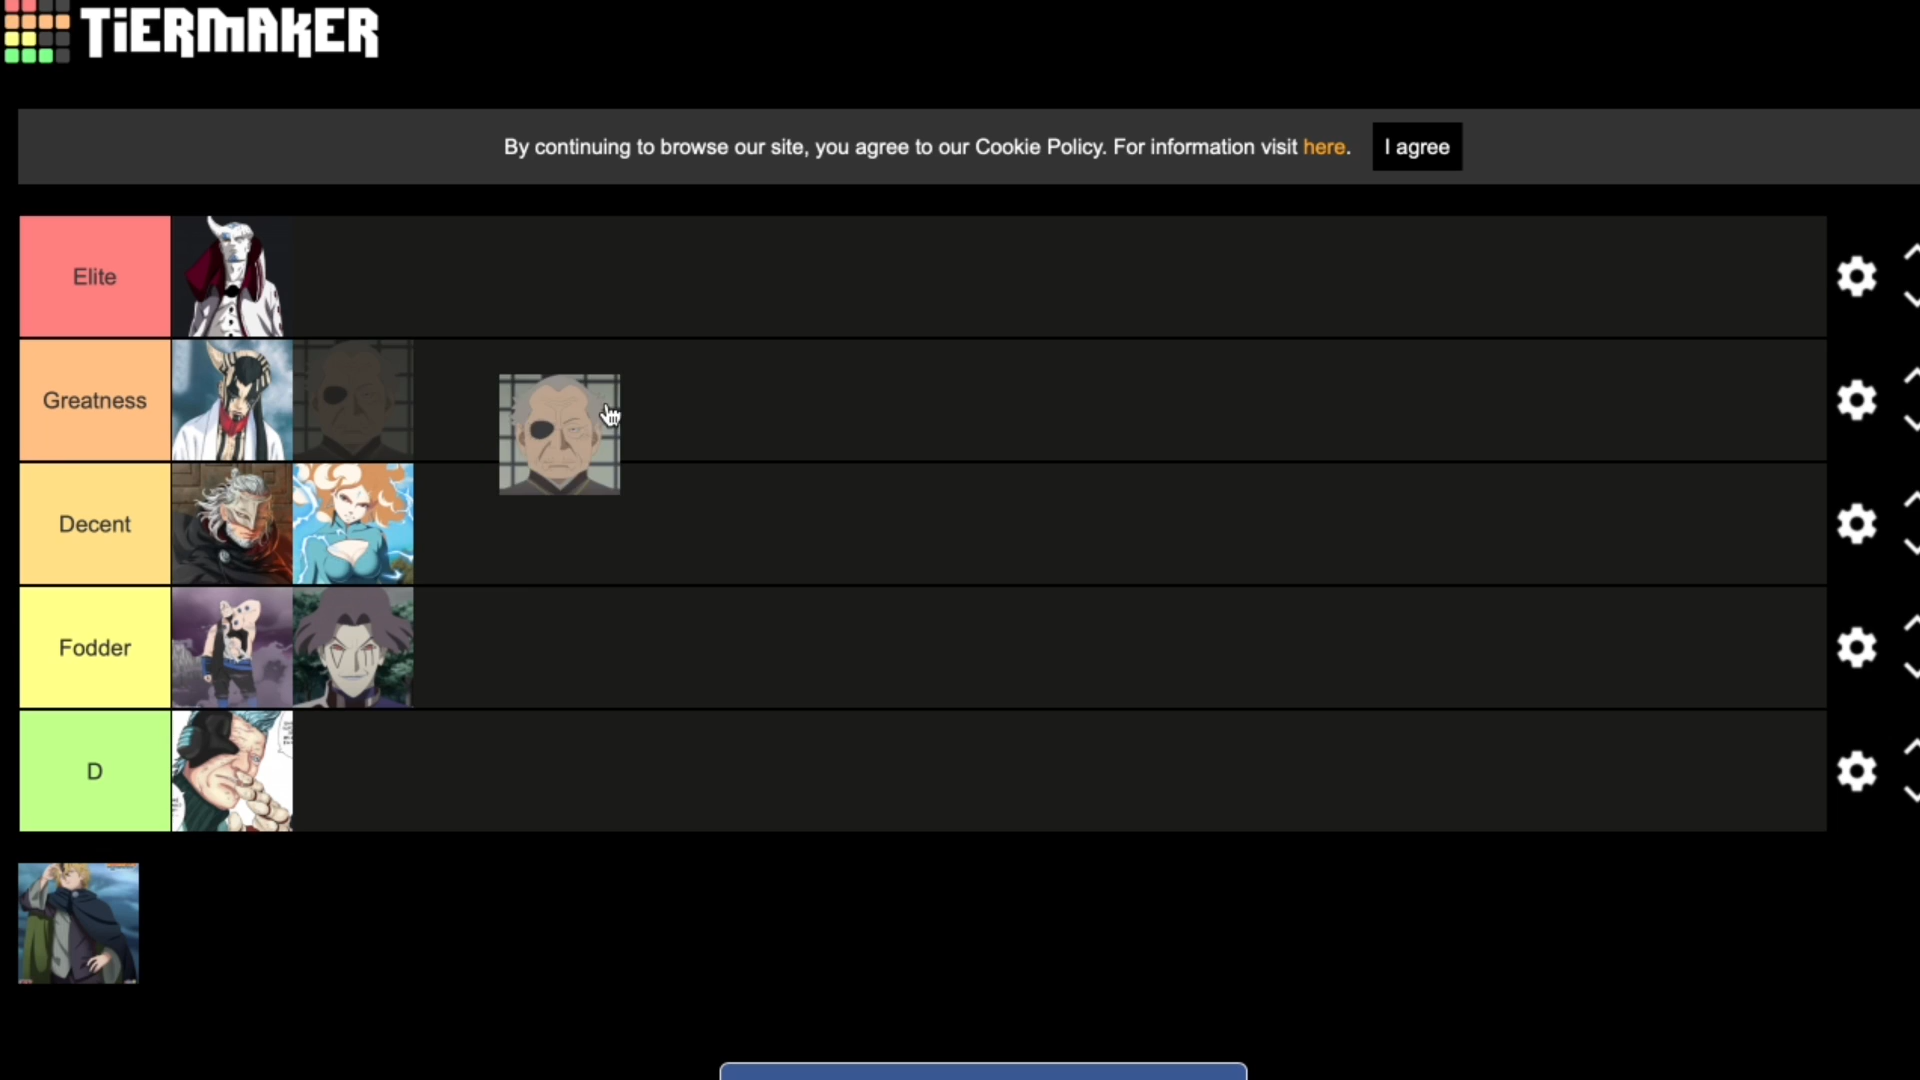 TiERMAKER
By continuing to browse our site, you agree to our Cookie Policy. For information visit here. I agree
Elite
Greatness
Decent
Fodder
D